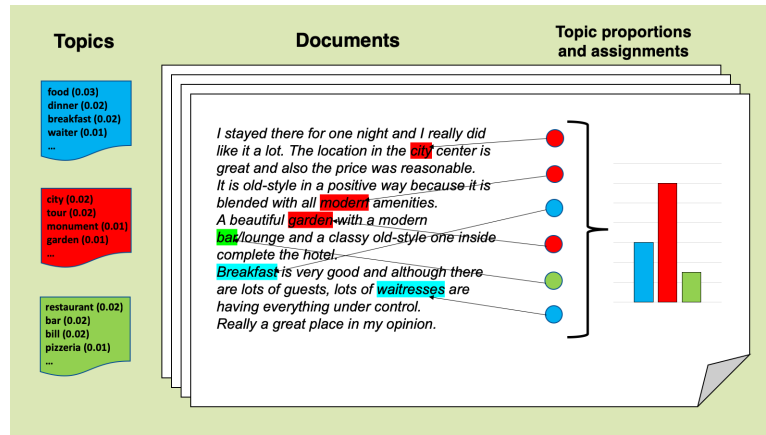 Topics
Documents
Topic proportions
and assignments
food (0.03)
dinner (0.02)
breakfast (0.02)
waiter (0.01)
...
city (0.02)
tour (0.02)
monument (0.01)
garden (0.01)
...
restaurant (0.02)
bar (0.02)
bill (0.02)
pizzeria (0.01)
...
I stayed there for one night and I really did
like it a lot. The location in the city center is
great and also the price was reasonable.
It is old-style in a positive way because it is
blended with all modern amenities.
A beautiful garden with a modern
bar/lounge and a classy old-style one inside
complete the hotel.
Breakfast is very good and although there
are lots of guests, lots of waitresses are
having everything under control.
Really a great place in my opinion.